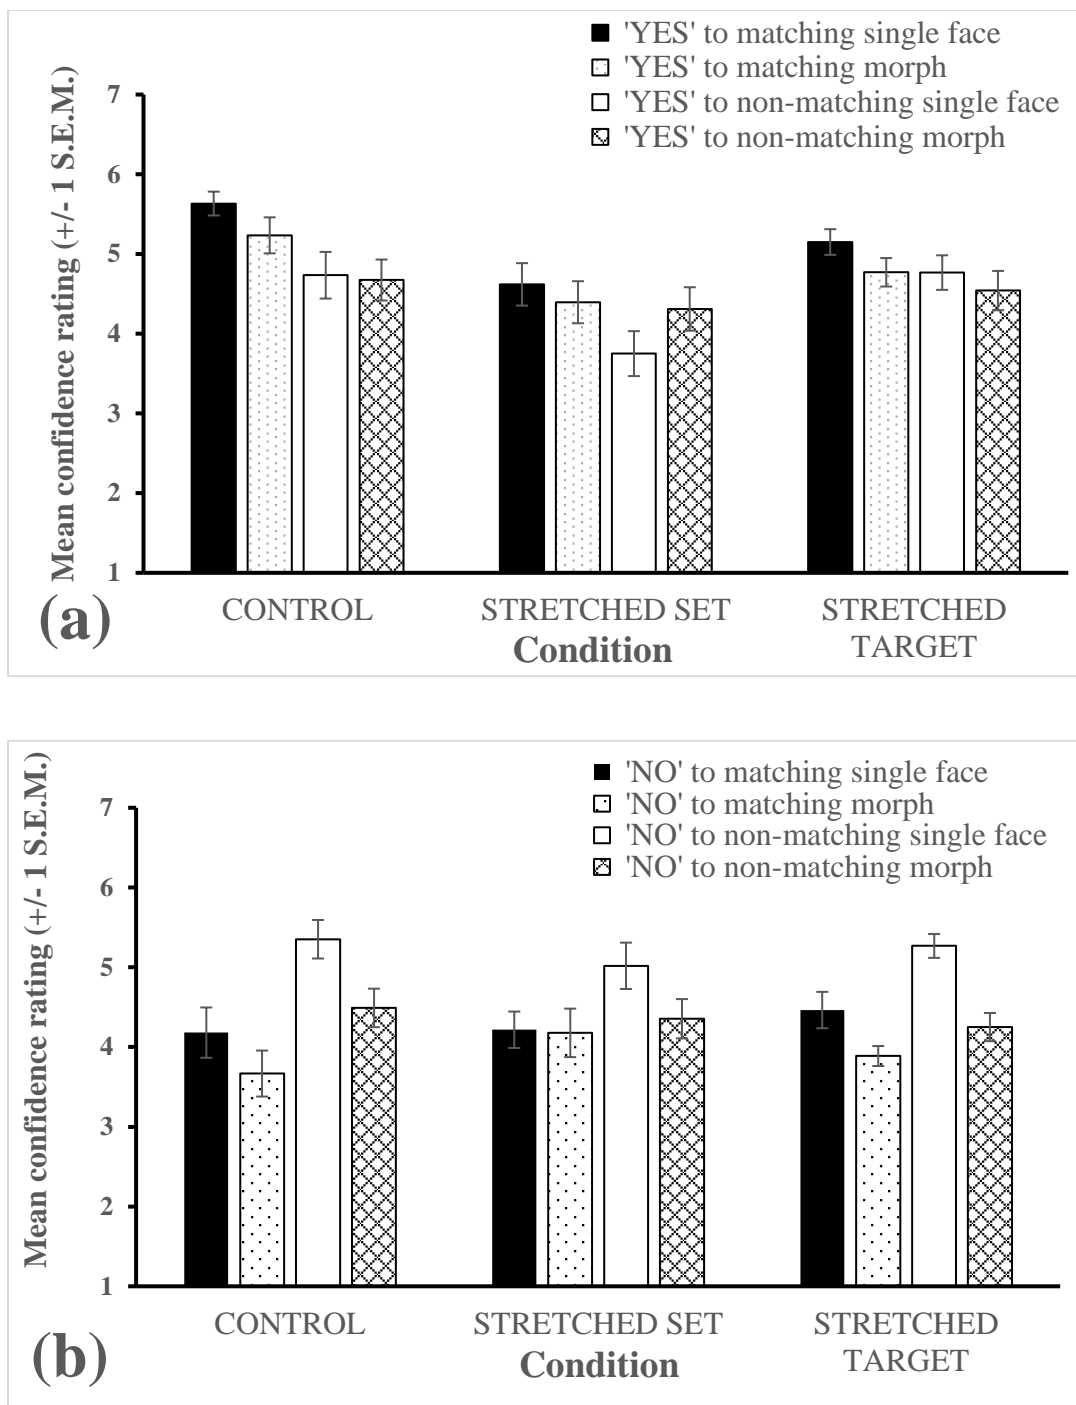 'YES' to matching single face
'YES' to matching morph
'YES' to non-matching single face
'YES' to non-matching morph
Mean confidence rating (+/- 1 S.E.M.)
7
6
5
4
3
2
1
CONTROL
STRETCHED SET
STRETCHED
TARGET
Condition
(a)
'NO' to matching single face
'NO' to matching morph
'NO' to non-matching single face
'NO' to non-matching morph
Mean confidence rating (+/- 1 S.E.M.)
7
6
5
4
3
2
1
CONTROL
STRETCHED SET
STRETCHED
TARGET
Condition
(b)